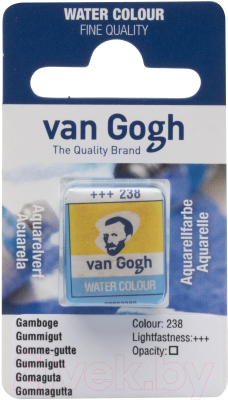 WATER COLOUR
FINE QUALITY
van Gogh
The Quality Brand
Aquarelverf
Acuarela
+++ 238
van Gogh
WATER COLOUR
Aquarellfarbe
Aquarelle
Gamboge
Gummigut
Gomme-gutte
Gummigutt
Gomaguta
Gommagutta
Colour: 238
Lightfastness:+++
Opacity: